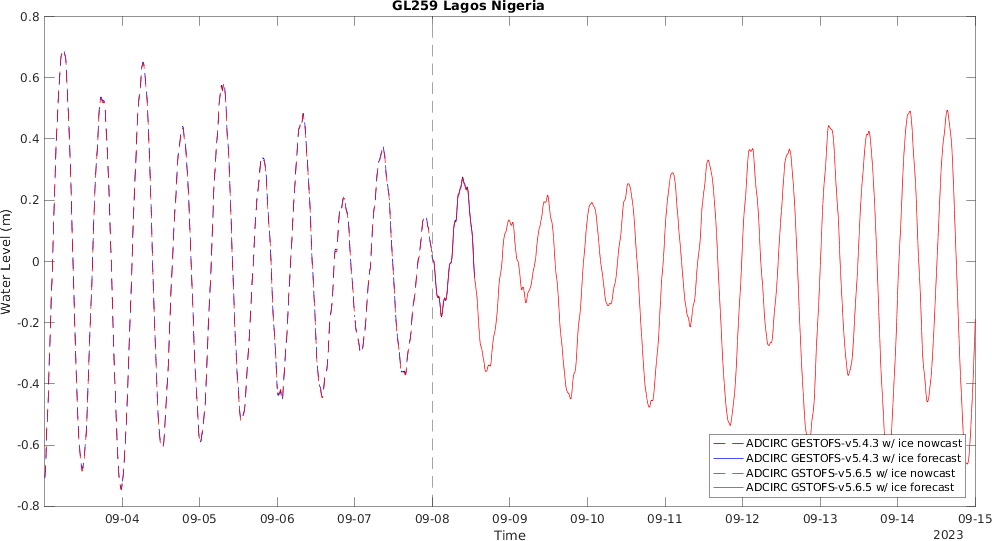 GL259 Lagos Nigeria
Water Level (m)
0.8
0.6
0.4
0.2
0
-0.2
-0.4
-0.6
-0.8
ADCIRC GESTOFS-v5.4.3 w/ ice nowcast
ADCIRC GESTOFS-v5.4.3 w/ ice forecast
ADCIRC GSTOFS-v5.6.5 w/ ice nowcast
ADCIRC GSTOFS-v5.6.5 w/ ice forecast
09-04 09-05 09-06 09-07 09-08 09-09 09-10 09-11 09-12 09-13 09-14 09-15
Time
2023